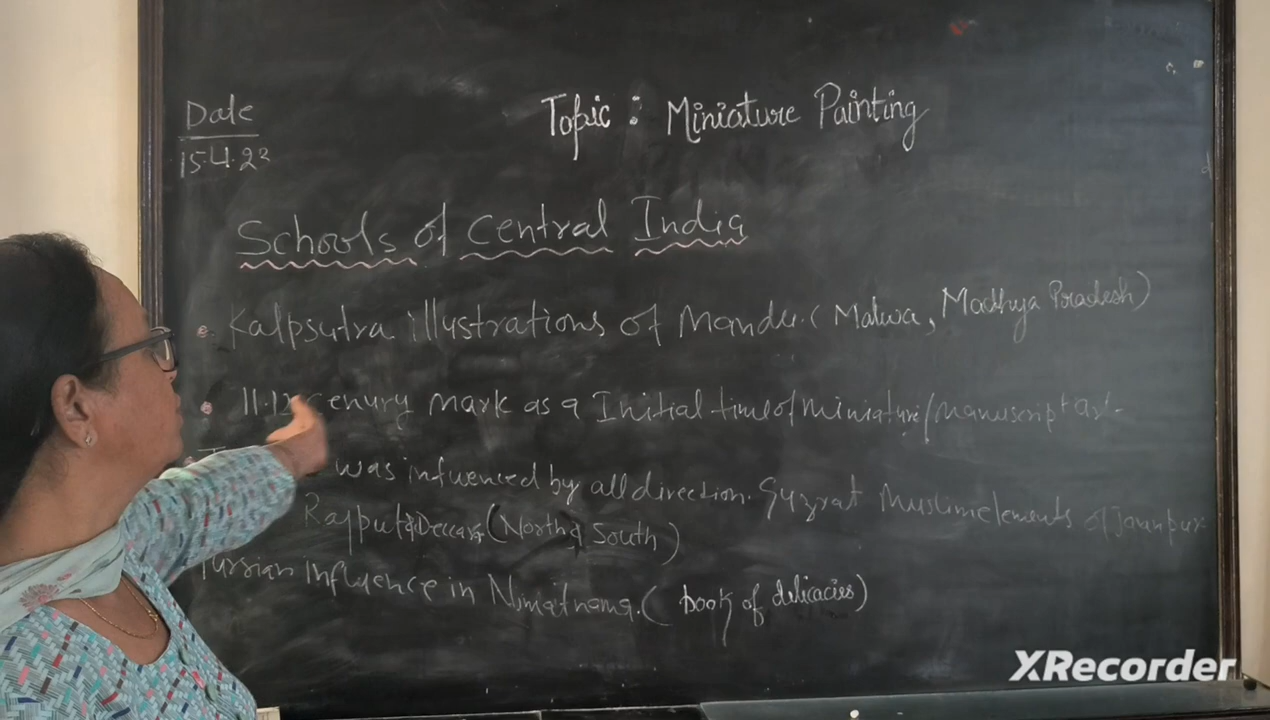 Date
15.4.22
Topic : Miniature Painting
Schools of Central India
Kalpsutra illustrations of Mandu. ( Malwa, Madhya Pradesh)
11.12 Cenury Mark as a Initial time of miniature/manuscript art.
was influenced by all direction. Guzrat Muslim elements of Jaunpur
Rajput & Deccan (North & South)
Persian Influence in Nimatnama. ( book of delicacies)
XRecorder